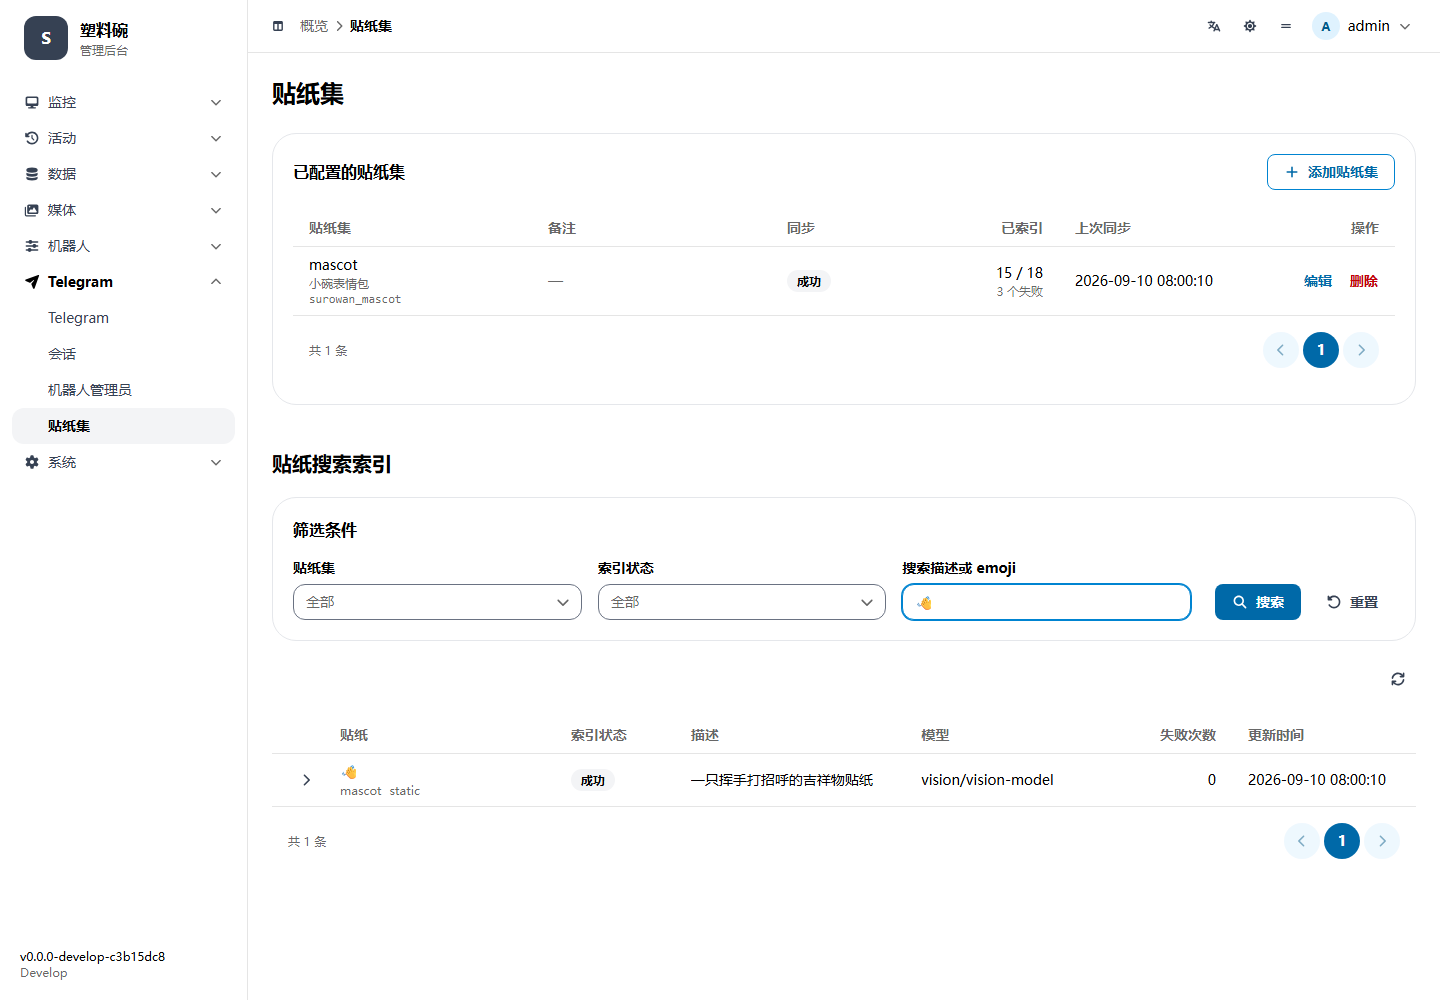 S
塑料碗
管理后台
监控
活动
数据
媒体
机器人
Telegram
Telegram
会话
机器人管理员
贴纸集
系统
v0.0.0-develop-c3b15dc8
Develop
概览 > 贴纸集
A admin
贴纸集
已配置的贴纸集
+ 添加贴纸集
贴纸集 备注 同步 已索引 上次同步 操作
mascot
小碗表情包
surowan_mascot
— 成功 15 / 18 2026-09-10 08:00:10 编辑 删除
3 个失败
共 1 条
1
贴纸搜索索引
筛选条件
贴纸集 索引状态 搜索描述或 emoji
全部 全部 👋 搜索 重置
贴纸 索引状态 描述 模型 失败次数 更新时间
👋
mascot static
成功 一只挥手打招呼的吉祥物贴纸 vision/vision-model 0 2026-09-10 08:00:10
共 1 条
1